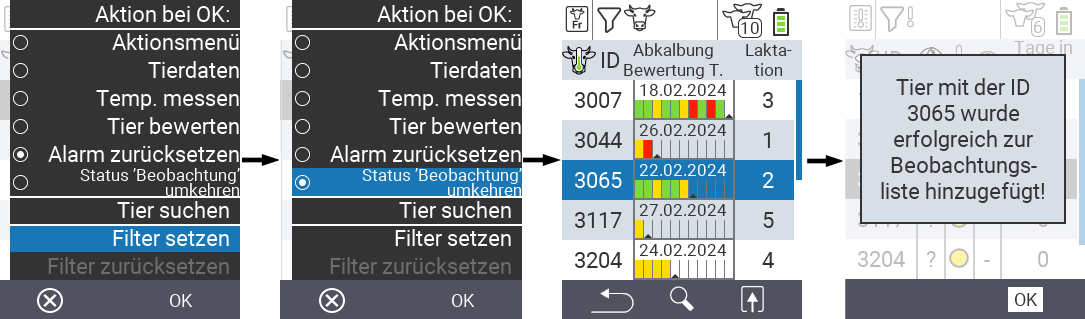 Aktion bei OK:
Aktionsmenü
Tierdaten
Temp. messen
Tier bewerten
Alarm zurücksetzen
Status 'Beobachtung'
umkehren
Tier suchen
Filter setzen
Filter zurücksetzen
OK
Aktion bei OK:
Aktionsmenü
Tierdaten
Temp. messen
Tier bewerten
Alarm zurücksetzen
Status 'Beobachtung'
umkehren
Tier suchen
Filter setzen
Filter zurücksetzen
OK
Fr
10
ID
Abkalbung
Bewertung T.
Lakta-
tion
3007 18.02.2024 3
3044 26.02.2024 1
3065 22.02.2024 2
3117 27.02.2024 5
3204 24.02.2024 4
6
Tage in
Tier mit der ID
3065 wurde
erfolgreich zur
Beobachtungs-
liste hinzugefügt!
3204 ? - 0
OK